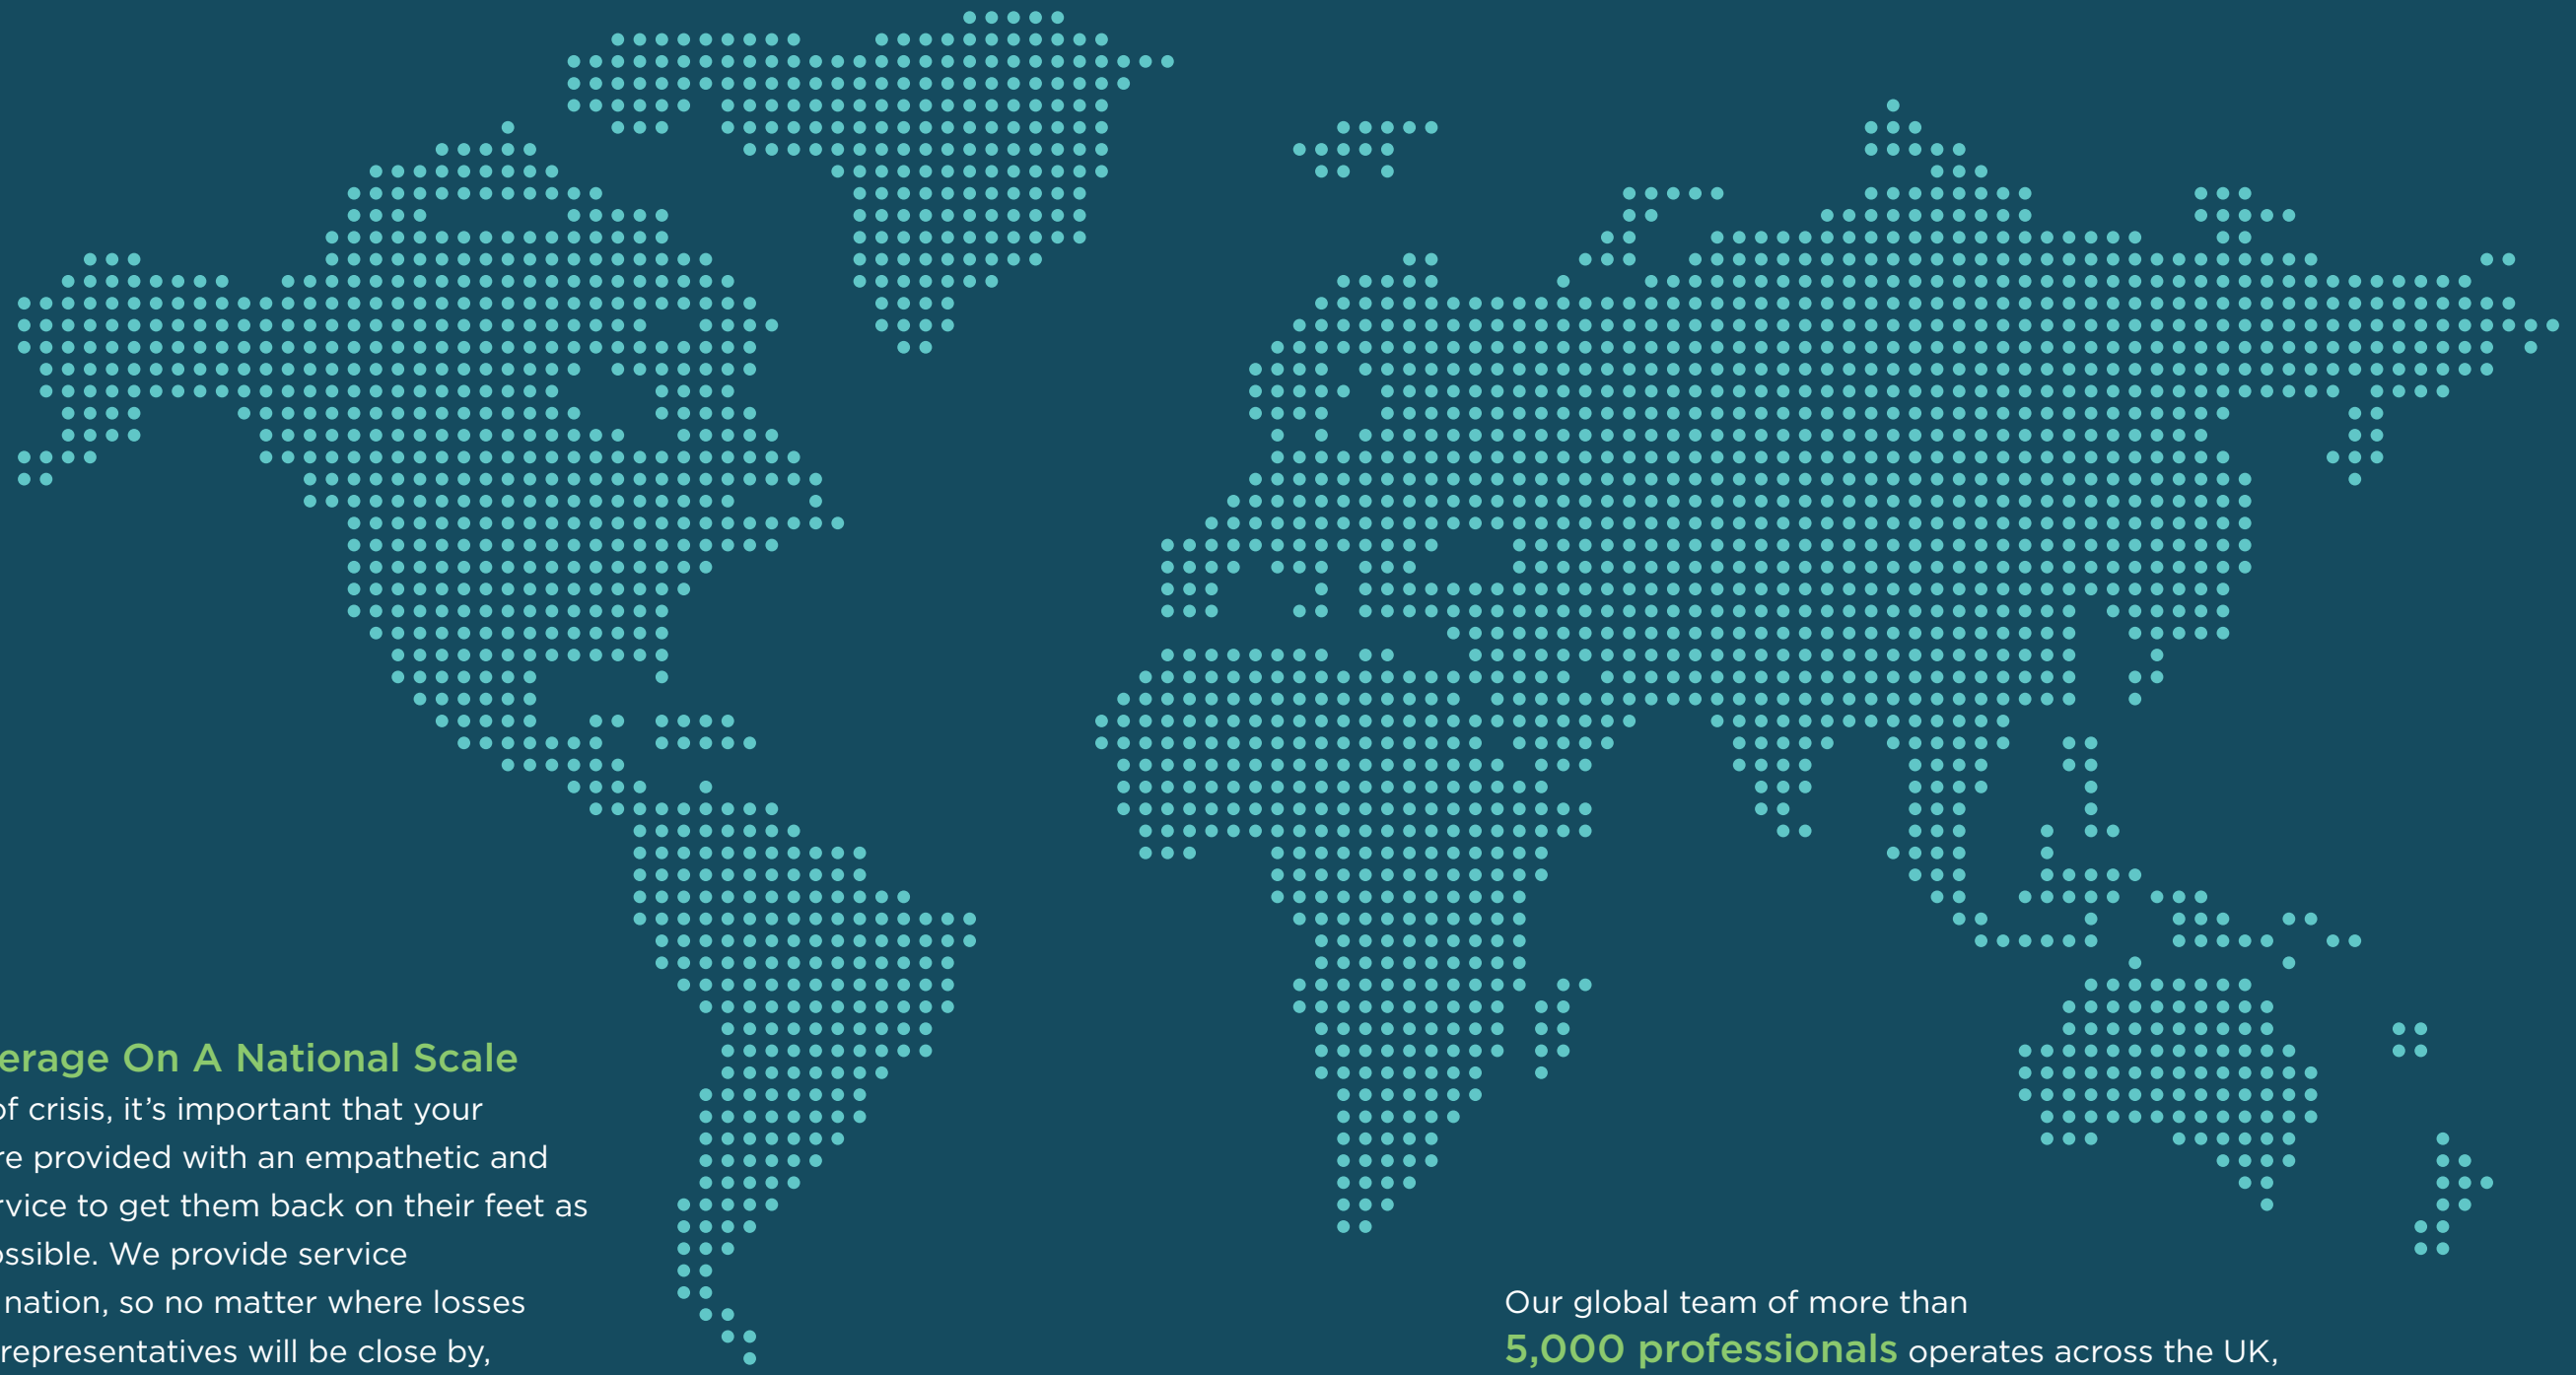 erage On A National Scale
of crisis, it's important that your
re provided with an empathetic and
rvice to get them back on their feet as
ossible. We provide service
nation, so no matter where losses
representatives will be close by,
Our global team of more than
5,000 professionals operates across the UK,